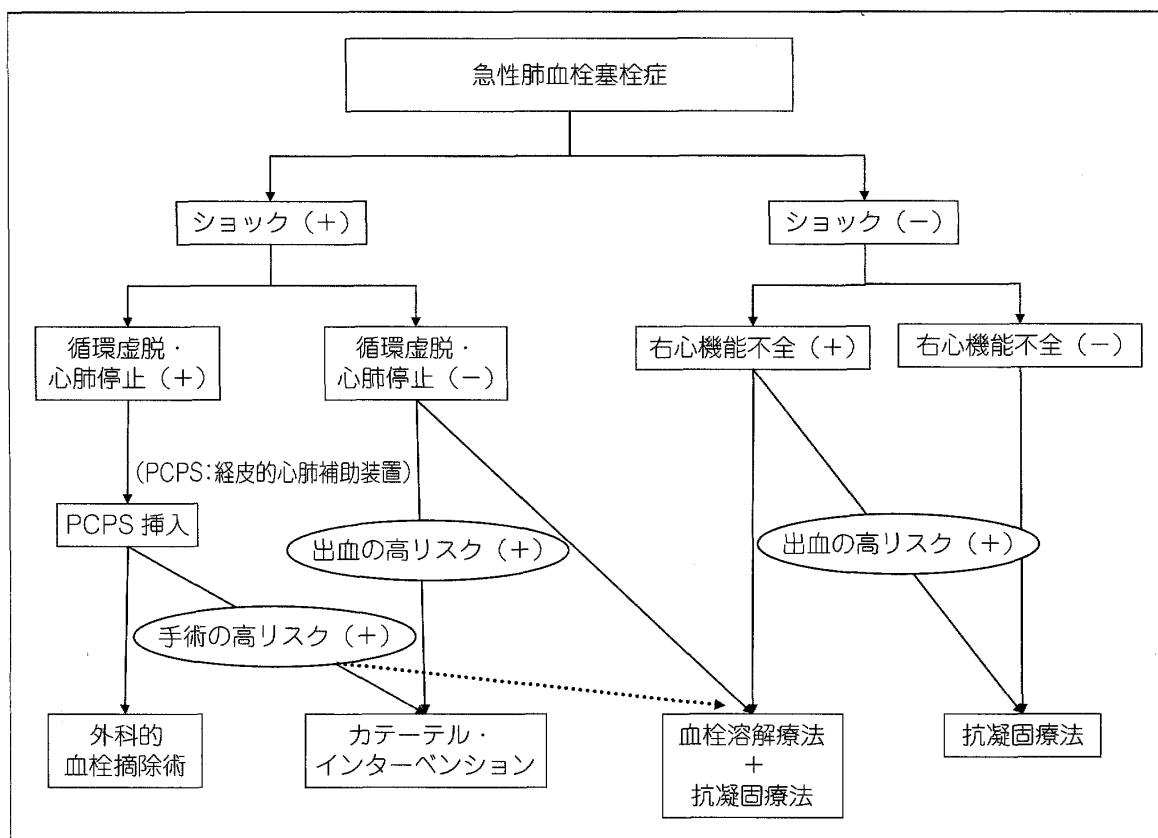 急性肺血栓塞栓症
ショック（＋）
ショック（－）
循環虚脱・
心肺停止（＋）
循環虚脱・
心肺停止（－）
右心機能不全（＋）
右心機能不全（－）
（PCPS：経皮的心肺補助装置）
PCPS 挿入
出血の高リスク（＋）
出血の高リスク（＋）
手術の高リスク（＋）
外科的
血栓摘除術
カテーテル・
インターベンション
血栓溶解療法
＋
抗凝固療法
抗凝固療法